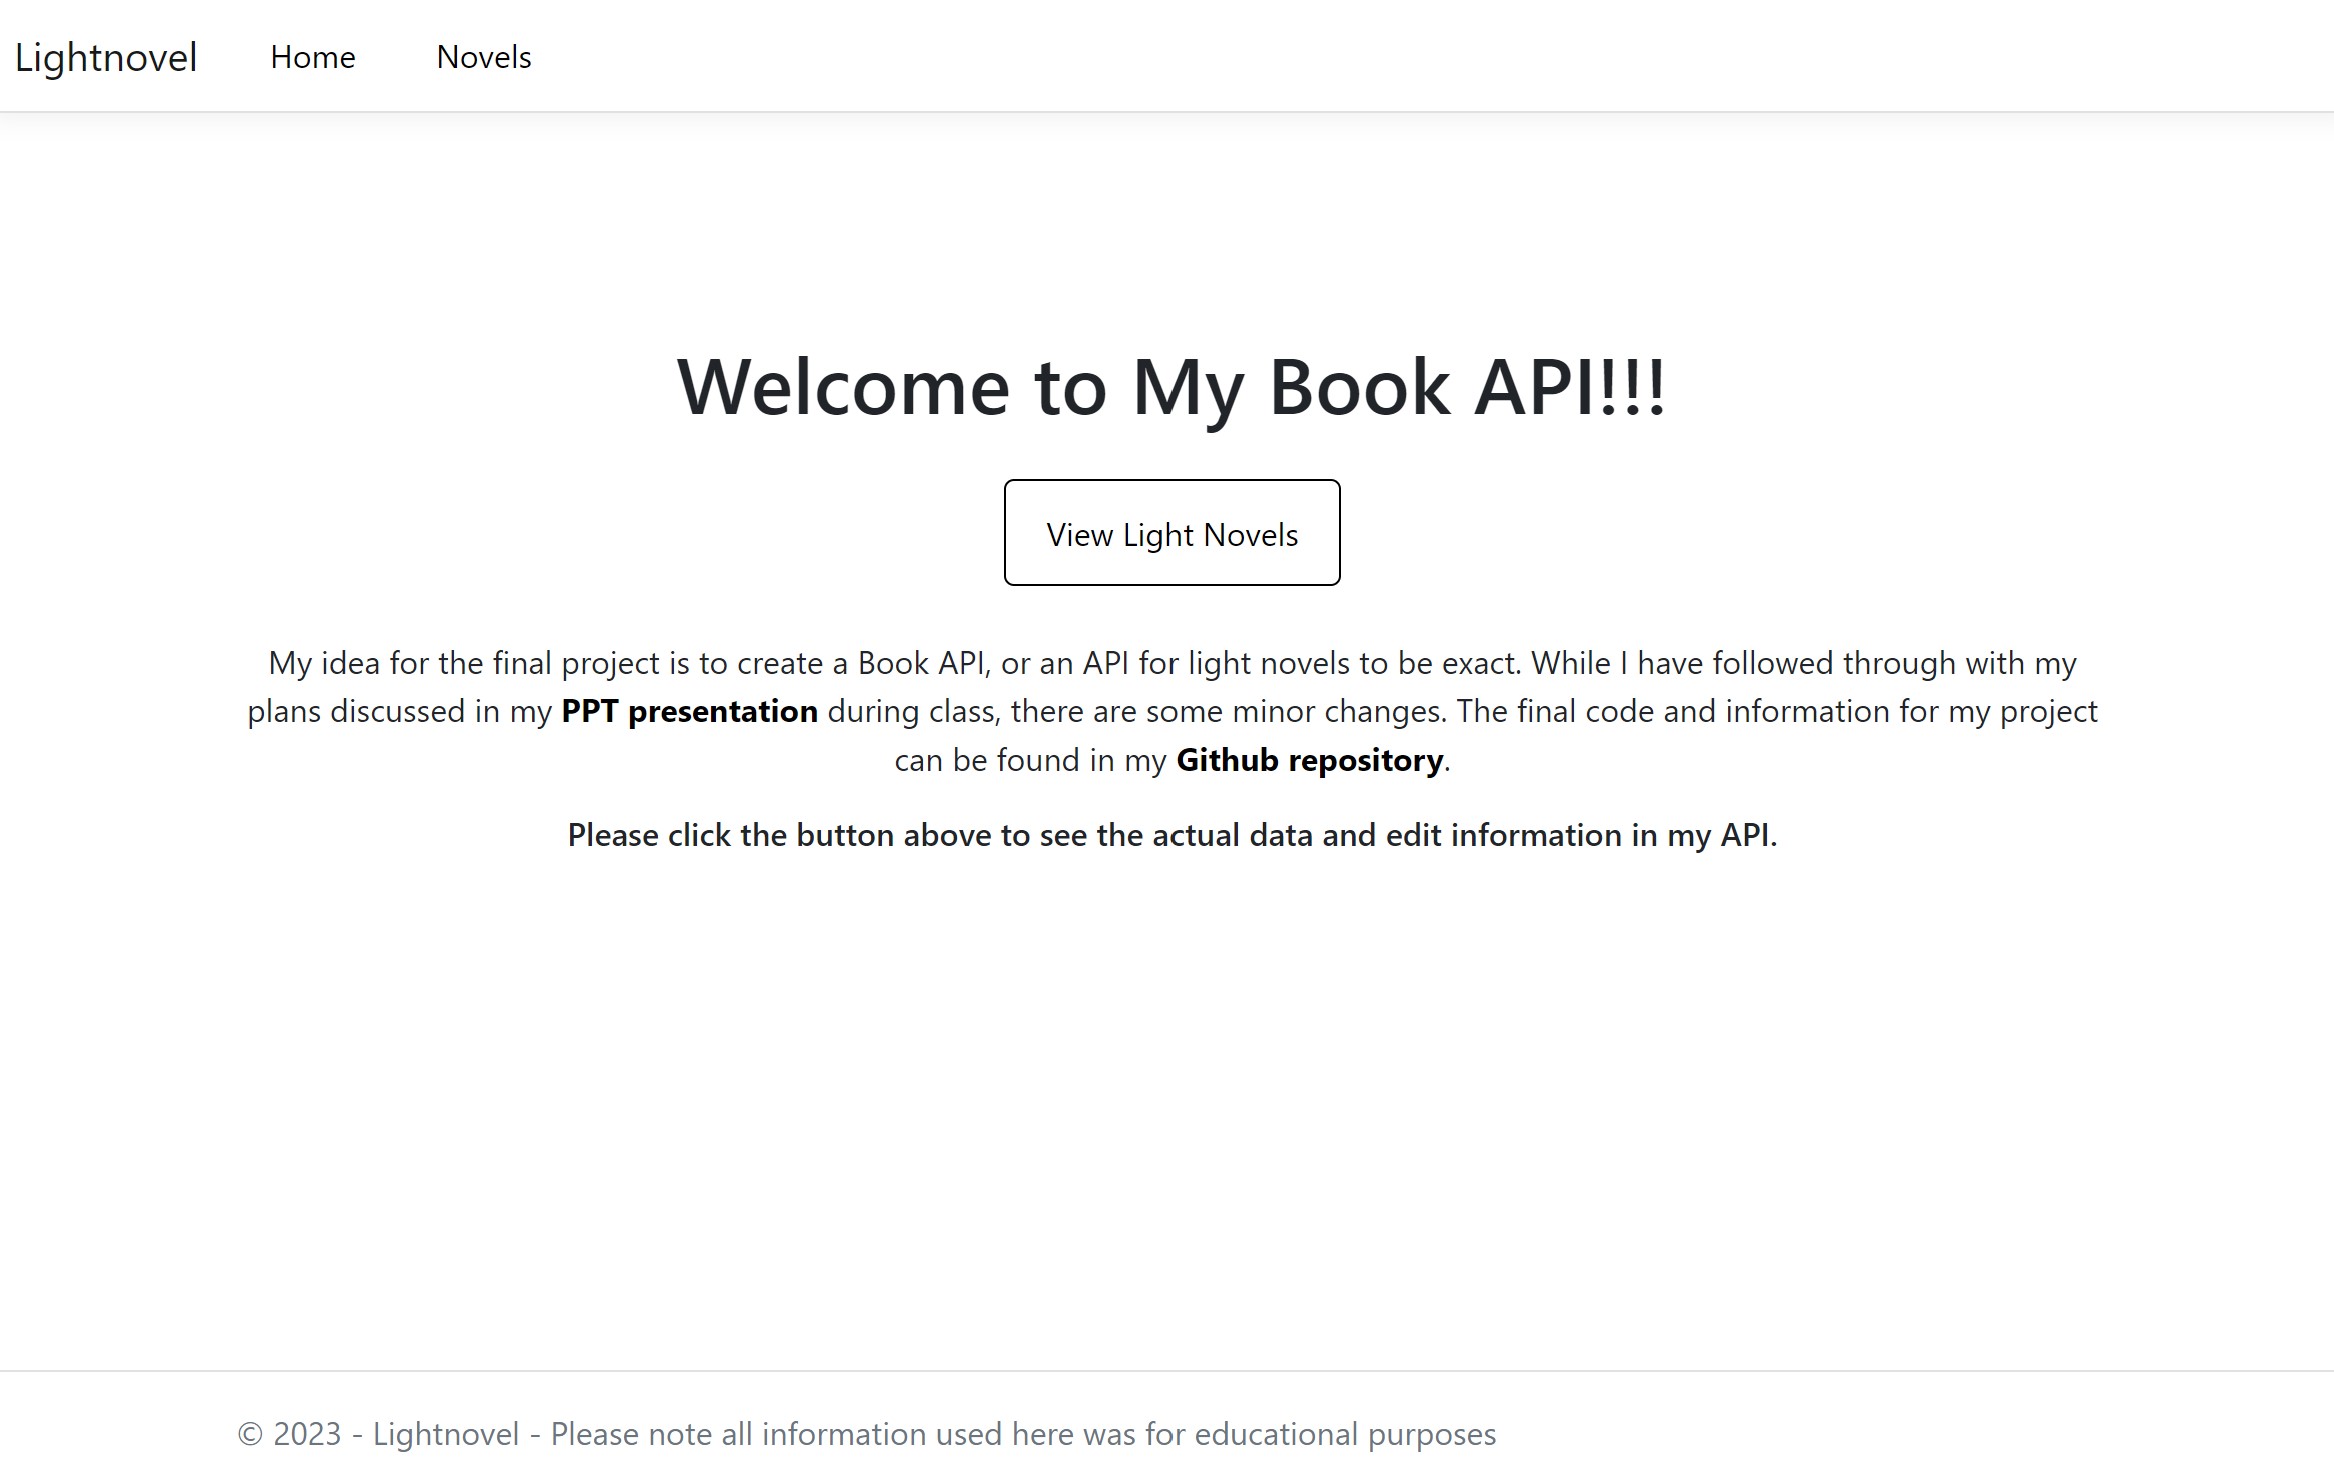 Lightnovel Home Novels
Welcome to My Book API!!!
View Light Novels
My idea for the final project is to create a Book API, or an API for light novels to be exact. While I have followed through with my
plans discussed in my PPT presentation during class, there are some minor changes. The final code and information for my project
can be found in my Github repository.
Please click the button above to see the actual data and edit information in my API.
© 2023 - Lightnovel - Please note all information used here was for educational purposes